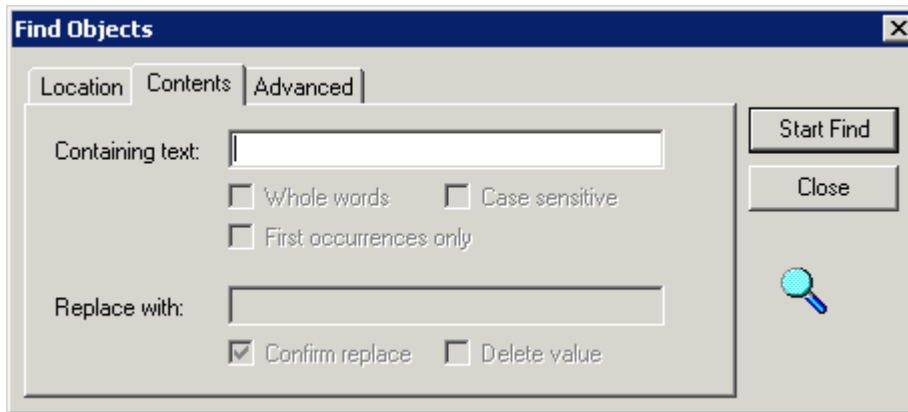 Find Objects
Location Contents Advanced
Containing text:
Whole words Case sensitive
First occurrences only
Replace with:
Confirm replace Delete value
Start Find
Close